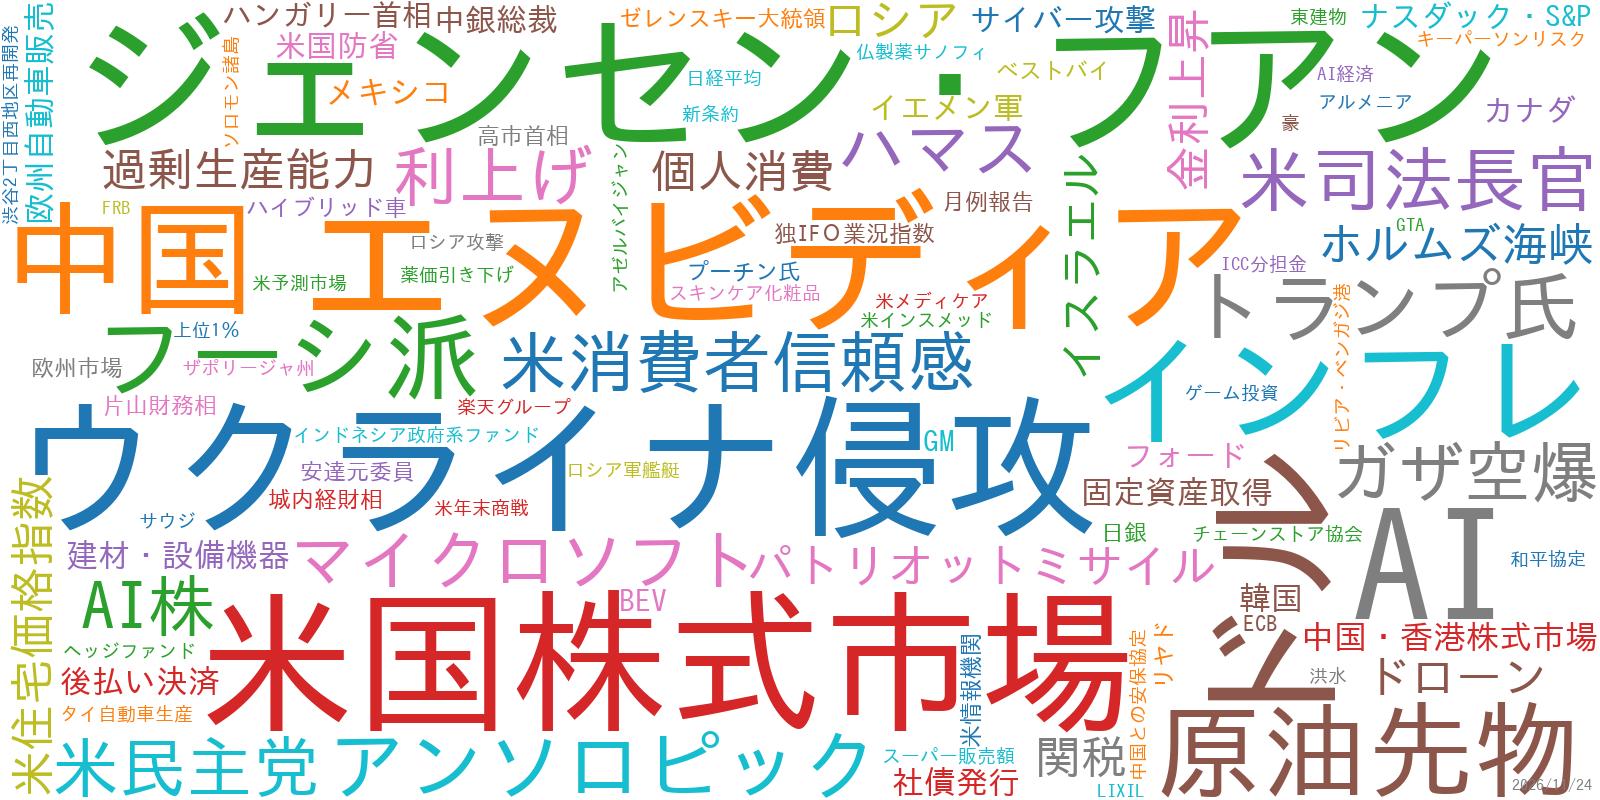 ハンガリー首相
中銀総裁
ゼレンスキー大統領
ロシア
サイバー攻撃
東建物
ナスダック・S&P
キーパーソンリスク
米国防省
ソロモン諸島
欧州自動車販売
渋谷2丁目西地区再開発
ジェンセン・ファン
仏製薬サノフィ
日経平均
ベストバイ
AI経済
金利上昇
メキシコ
新条約
イエメン軍
アルメニア
カナダ
豪
高市首相
ハマス
過剰生産能力
利上げ
アゼルバイジャン
個人消費
イスラエル
米司法長官
FRB
ハイブリッド車
月例報告
GTA
中国
エヌビディア
ロシア攻撃
独IFO業況指数
ホルムズ海峡
米予測市場
薬価引き下げ
プーチン氏
ICC分担金
スキンケア化粧品
米メディケア
米インスメッド
トランプ氏
リビア・ベンガジ港
フーシ派
上位1%
欧州市場
ザポリージャ州
米消費者信頼感
インフレ
ゲーム投資
片山財務相
楽天グループ
ウクライナ侵攻
インドネシア政府系ファンド
GM
安達元委員
ロシア軍艦艇
フォード
ガザ空爆
城内経財相
米年末商戦
固定資産取得
米住宅価格指数
サウジ
日銀
チェーンストア協会
ドル
AI
建材・設備機器
マイクロソフト
パトリオットミサイル
和平協定
AI株
BEV
韓国
ECB
米国株式市場
米情報機関
中国との安保協定
リヤド
中国・香港株式市場
ヘッジファンド
後払い決済
洪水
ドローン
タイ自動車生産
原油先物
米民主党
アンソロピック
スーパー販売額
社債発行
関税
LIXIL
2026/11/24